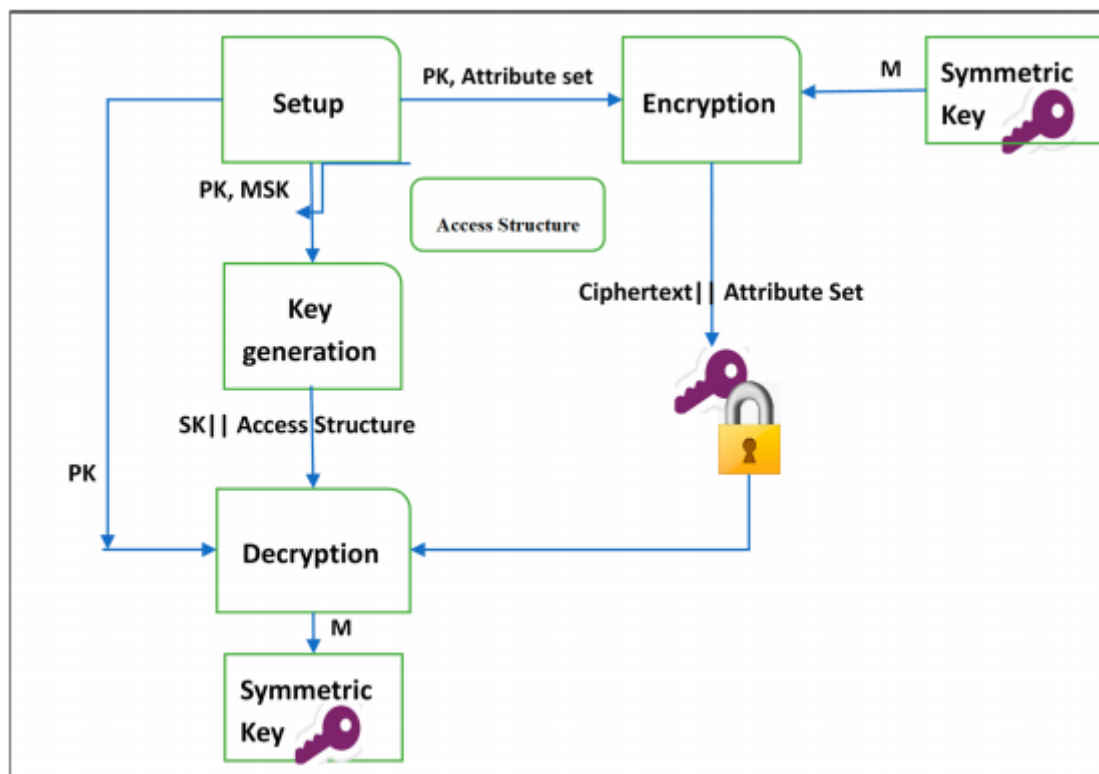 Setup
PK, Attribute set
Encryption
M
Symmetric
Key
PK, MSK
Access Structure
Key
generation
Ciphertext|| Attribute Set
SK|| Access Structure
PK
Decryption
M
Symmetric
Key